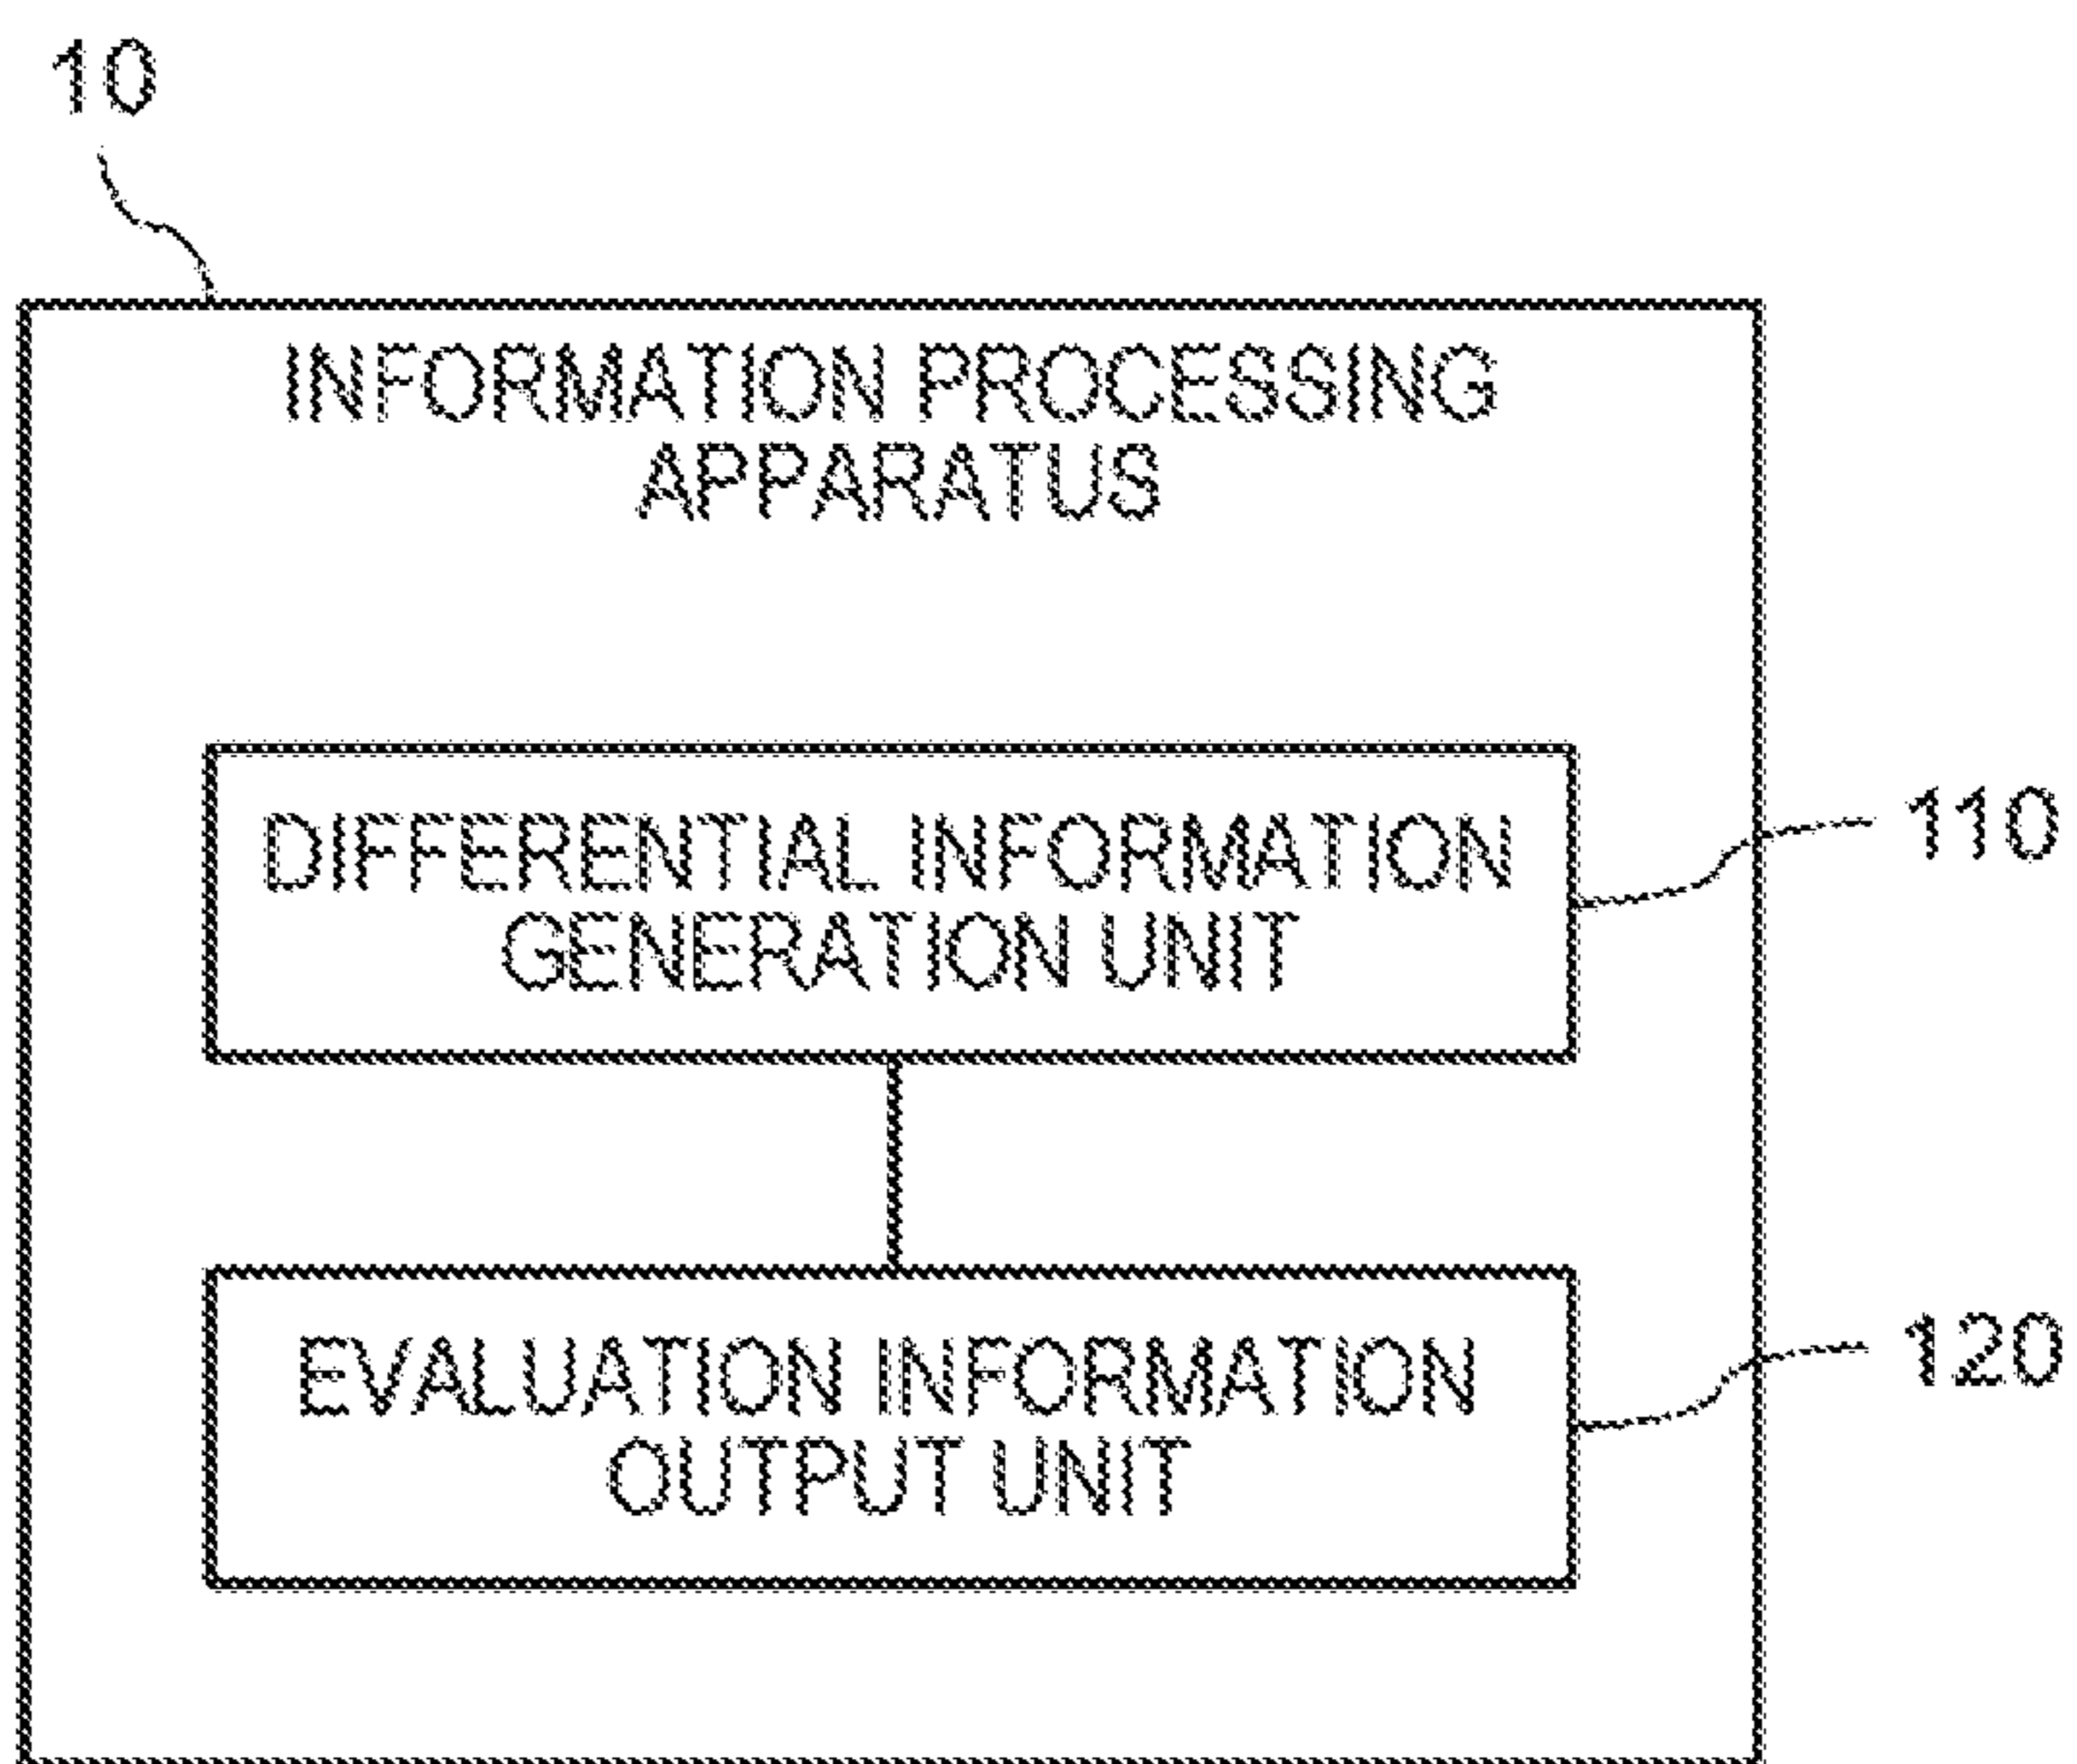 10
INFORMATION PROCESSING
APPARATUS
DIFFERENTIAL INFORMATION
GENERATION UNIT
110
EVALUATION INFORMATION
OUTPUT UNIT
120